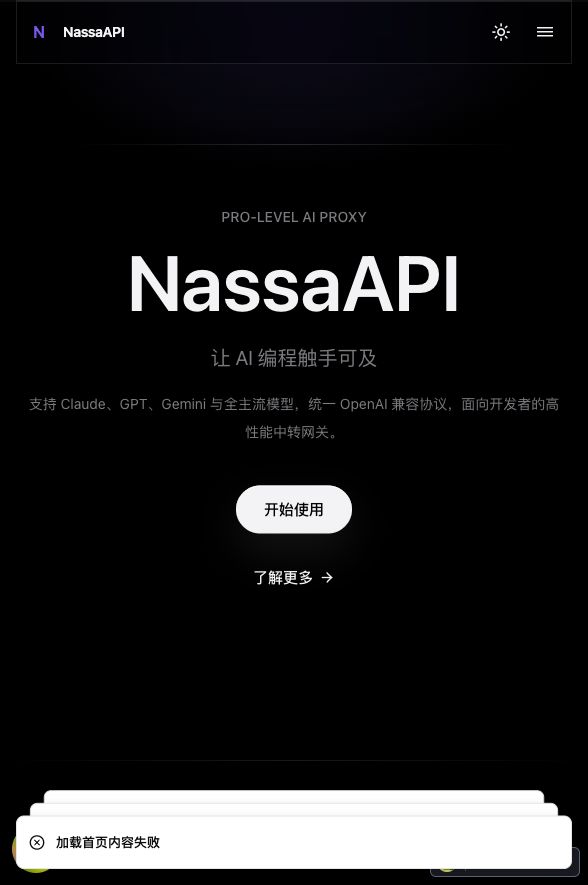 N NassaAPI
PRO-LEVEL AI PROXY
NassaAPI
让 AI 编程触手可及
支持 Claude、GPT、Gemini 与全主流模型，统一 OpenAI 兼容协议，面向开发者的高
性能中转网关。
开始使用
了解更多 →
加载首页内容失败